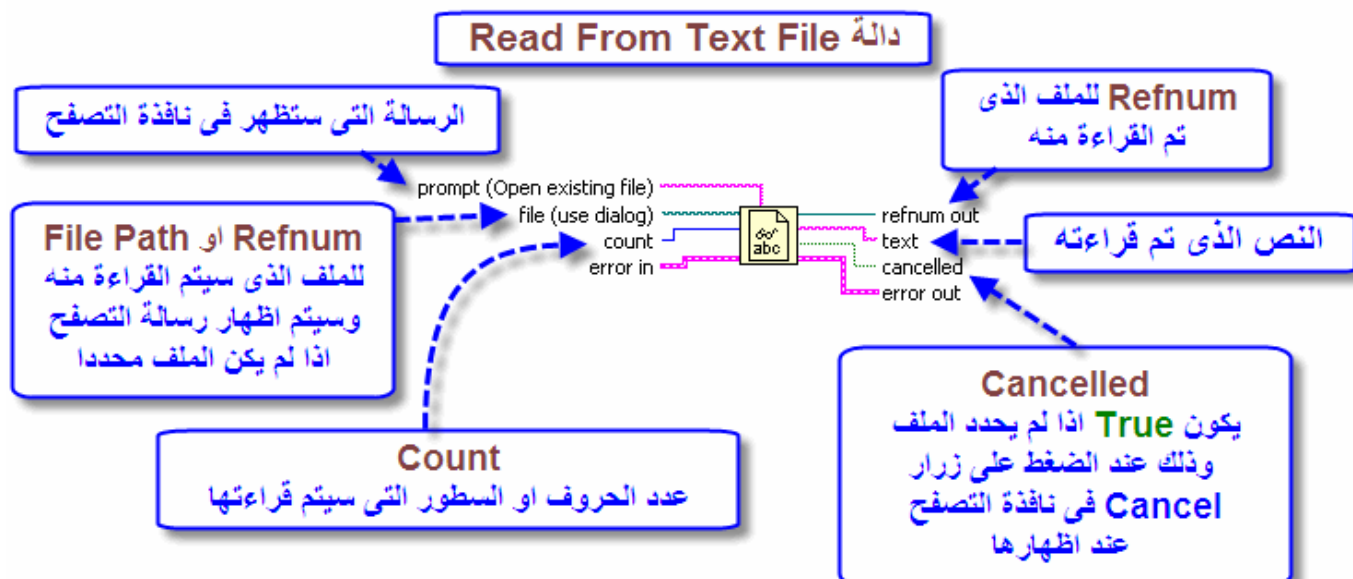 دالة Read From Text File
الرسالة التى ستظهر فى نافذة التصفح
Refnum للملف الذى
تم القراءة منه
prompt (Open existing file)
file (use dialog)
count
error in
abc
refnum out
text
cancelled
error out
File Path او Refnum
للملف الذى سيتم القراءة منه
وسيتم اظهار رسالة التصفح
اذا لم يكن الملف محددا
النص الذى تم قراءته
Count
عدد الحروف او السطور التى سيتم قراءتها
Cancelled
يكون True اذا لم يحدد الملف
وذلك عند الضغط على زرار
Cancel فى نافذة التصفح
عند اظهارها